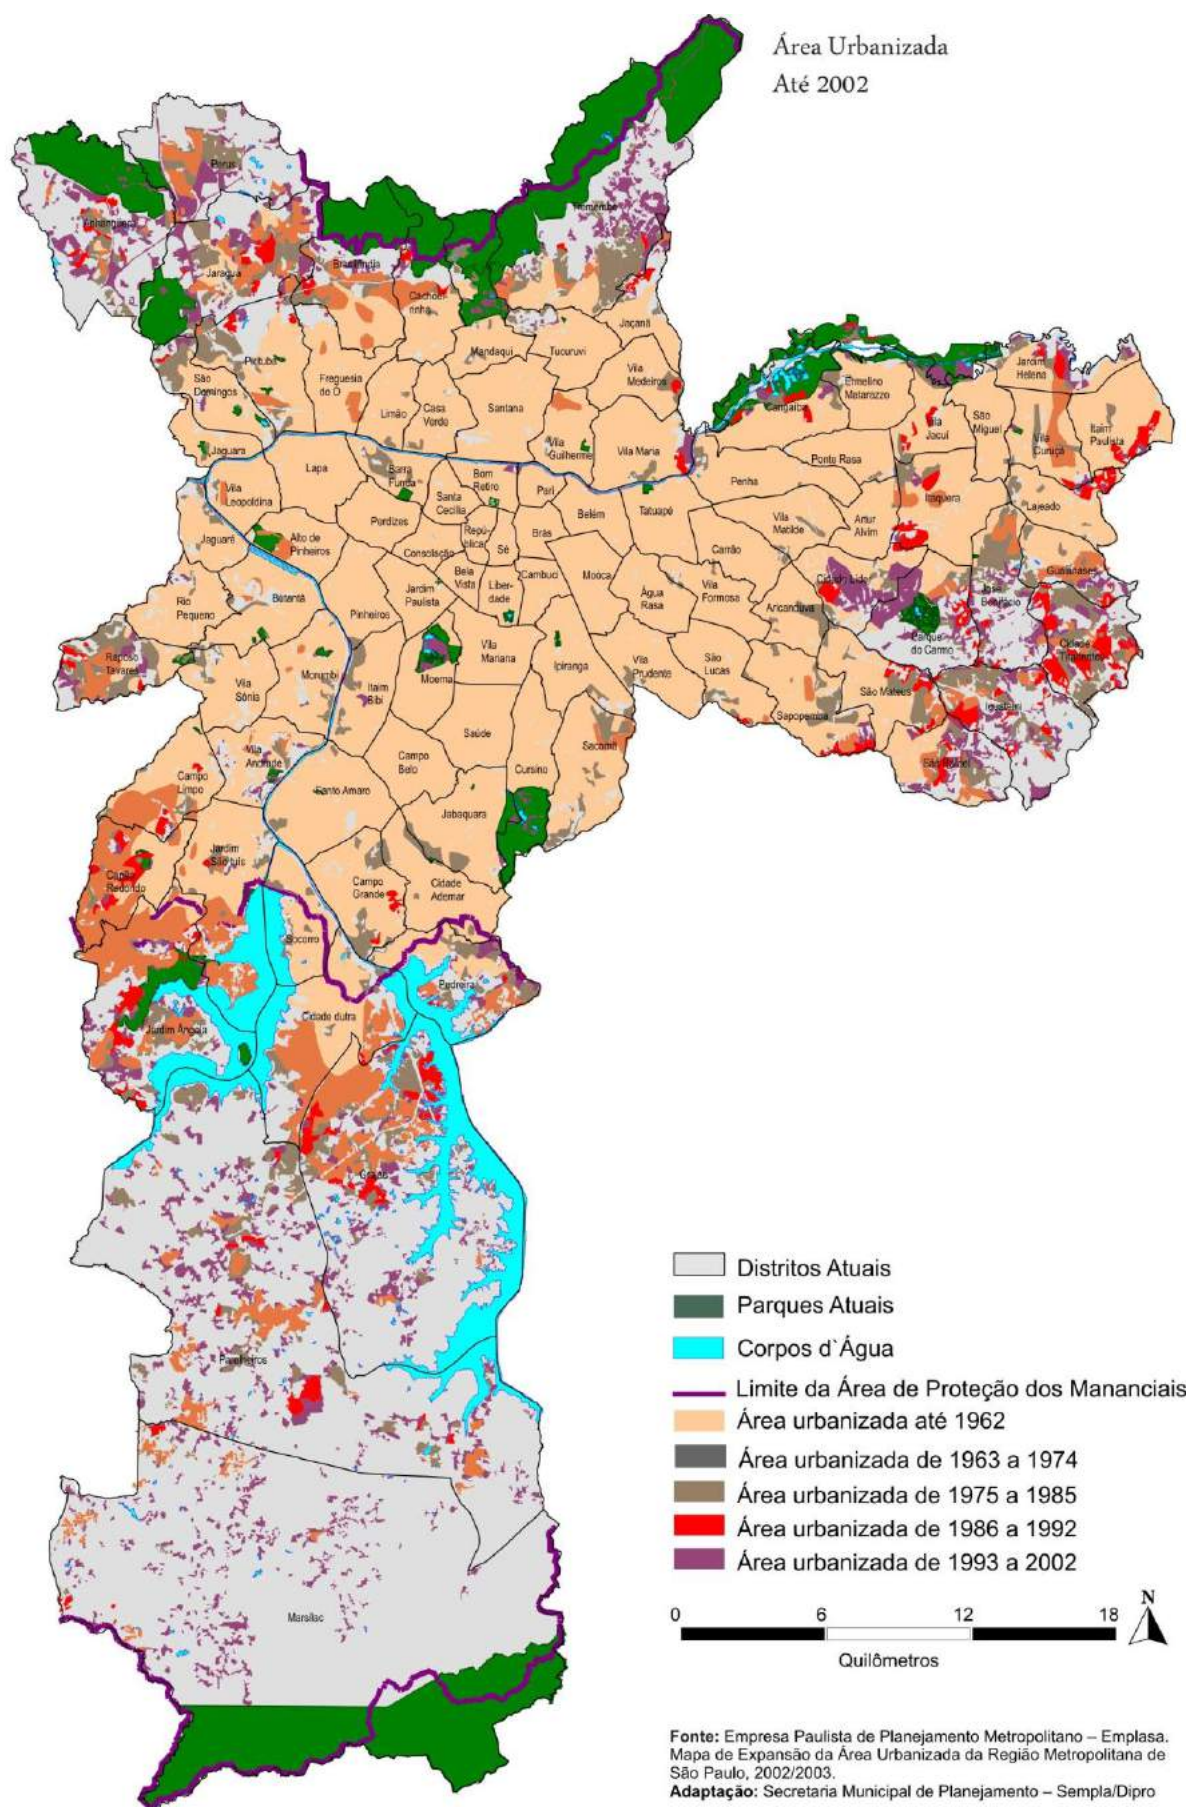 Área Urbanizada
Até 2002
Perus
Anhanguera
Tremembé
Jaraguá
Brasilândia
Cachoei-
rinha
Jaçanã
Pirituba
Mandaqui
Tucuruvi
São
Domingos
Freguesia
do Ó
Limão
Casa
Verde
Santana
Vila
Medeiros
Jaguara
Vila
Guilherme
Vila Maria
Cangaíba
Ermelino
Matarazzo
Jardim
Helena
Vila
Jacuí
São
Miguel
Vila
Curuçá
Itaim
Paulista
Lapa
Barra
Funda
Bom
Retiro
Pari
Ponte Rasa
Vila
Leopoldina
Santa
Cecília
Belém
Tatuapé
Penha
Itaquera
Lajeado
Perdizes
Repú-
blica
Sé
Brás
Vila
Matilde
Artur
Alvim
Jaguaré
Alto de
Pinheiros
Consolação
Carrão
Bela
Vista
Liber-
dade
Cambuci
Moóca
Cidade Líder
Guaianases
José
Bonifácio
Rio
Pequeno
Butantã
Pinheiros
Jardim
Paulista
Água
Rasa
Vila
Formosa
Aricanduva
Parque
do Carmo
Cidade
Tiradentes
Raposo
Tavares
Vila
Sônia
Morumbi
Itaim
Bibi
Moema
Vila
Mariana
Ipiranga
Vila
Prudente
São
Lucas
São Mateus
Iguatemi
Sapopemba
São Rafael
Vila
Andrade
Saúde
Sacomã
Campo
Limpo
Campo
Belo
Cursino
Santo Amaro
Jabaquara
Capão
Redondo
Jardim
São Luís
Campo
Grande
Cidade
Ademar
Socorro
Pedreira
Jardim Ângela
Cidade dutra
Grajaú
Parelheiros
Marsilac
Distritos Atuais
Parques Atuais
Corpos d`Água
Limite da Área de Proteção dos Mananciais
Área urbanizada até 1962
Área urbanizada de 1963 a 1974
Área urbanizada de 1975 a 1985
Área urbanizada de 1986 a 1992
Área urbanizada de 1993 a 2002
0 6 12 18
N
Quilômetros
Fonte: Empresa Paulista de Planejamento Metropolitano – Emplasa.
Mapa de Expansão da Área Urbanizada da Região Metropolitana de
São Paulo, 2002/2003.
Adaptação: Secretaria Municipal de Planejamento – Sempla/Dipro